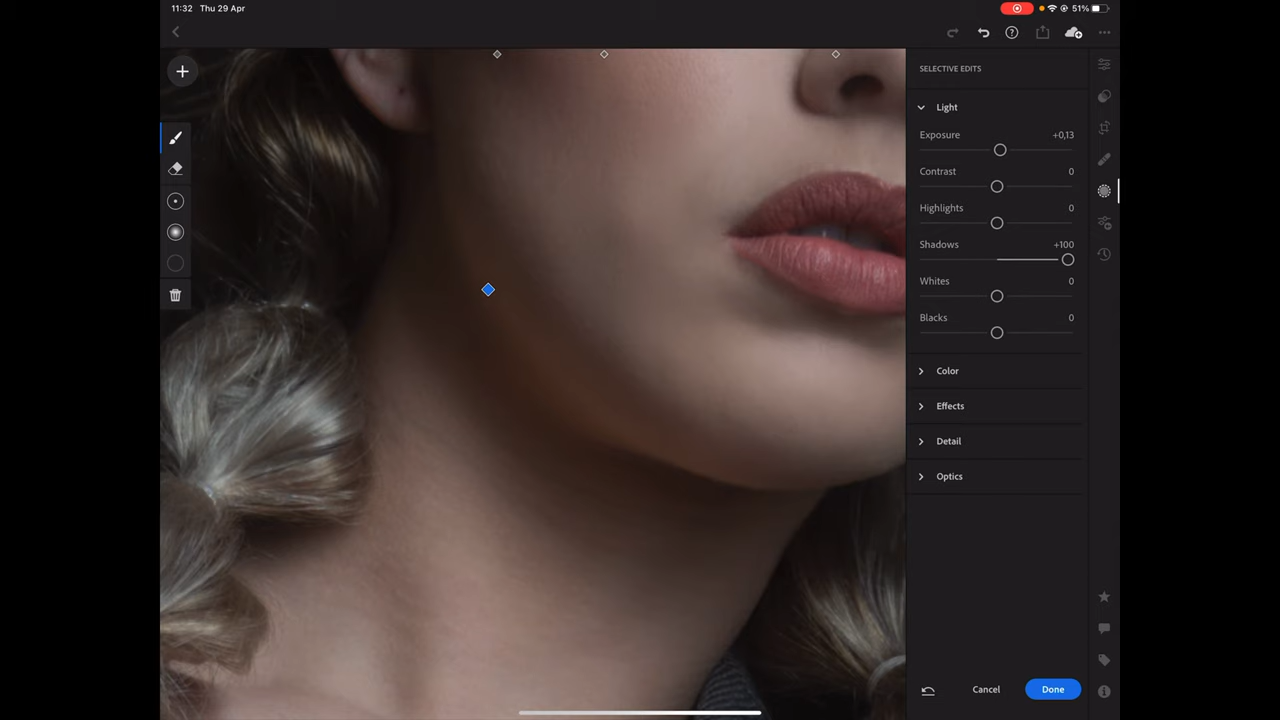 11:32 Thu 29 Apr
51%
SELECTIVE EDITS
Light
Exposure +0,13
Contrast 0
Highlights 0
Shadows +100
Whites 0
Blacks 0
Color
Effects
Detail
Optics
Cancel Done